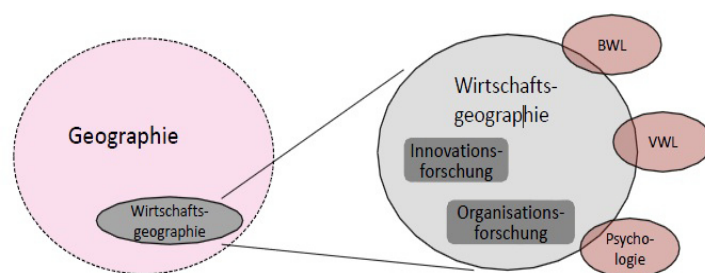 Geographie
Wirtschafts-
geographie
Wirtschafts-
geographie
Innovations-
forschung
Organisations-
forschung
BWL
VWL
Psycho-
logie